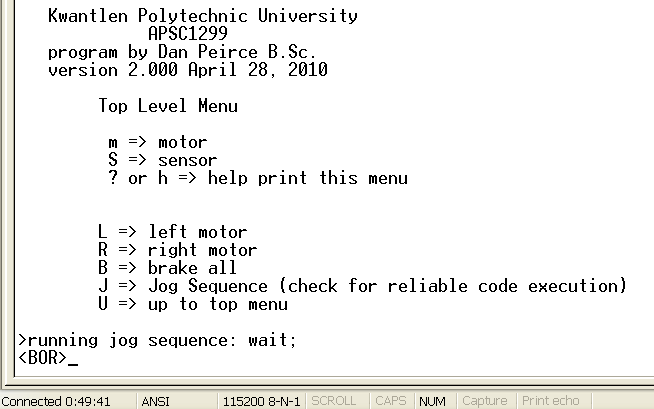 Kwantlen Polytechnic University
APSC1299
program by Dan Peirce B.Sc.
version 2.000 April 28, 2010
Top Level Menu
m => motor
S => sensor
? or h => help print this menu
L => left motor
R => right motor
B => brake all
J => Jog Sequence (check for reliable code execution)
U => up to top menu
>running jog sequence: wait;
<BOR>_
Connected 0:49:41 ANSI 115200 8-N-1 SCROLL CAPS NUM Capture Print echo